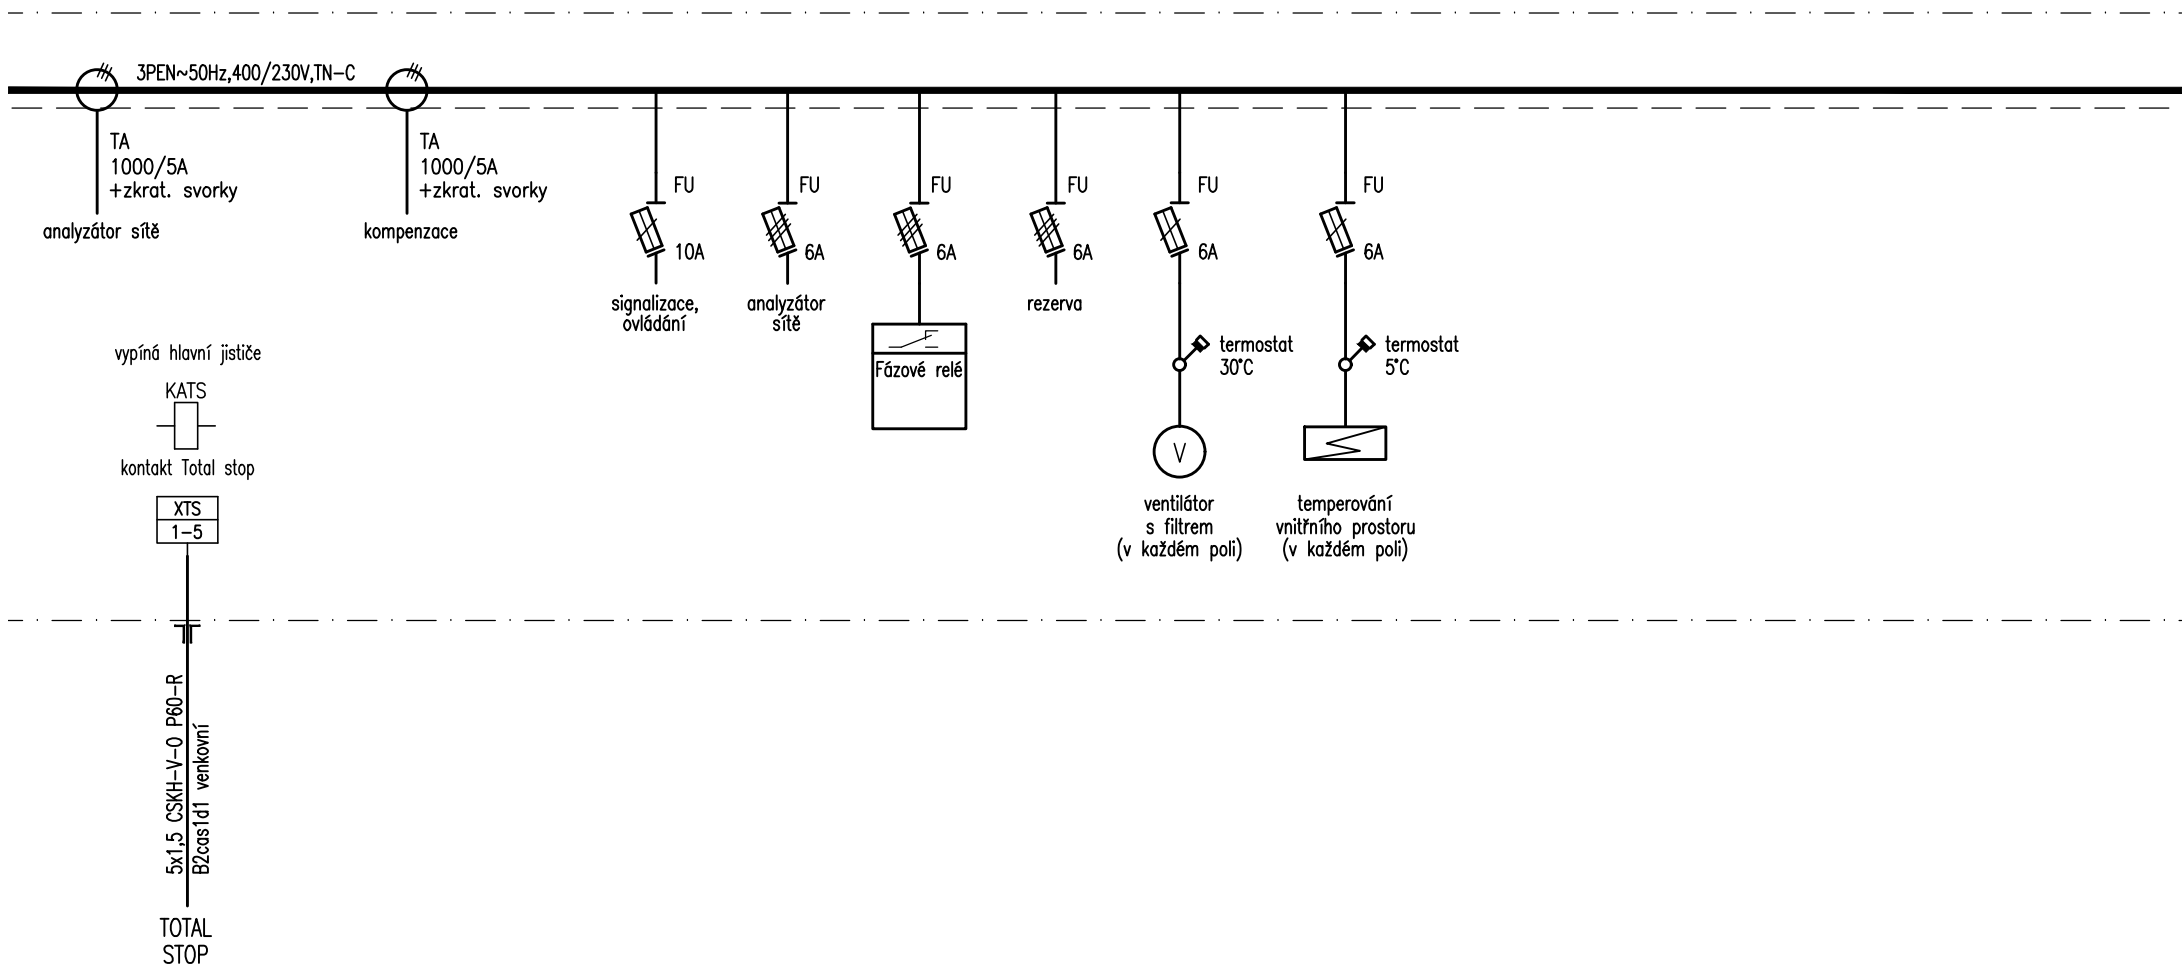 3PEN~50Hz,400/230V,TN-C
TA
1000/5A
+zkrat. svorky
analyzátor sítě
TA
1000/5A
+zkrat. svorky
kompenzace
FU
10A
signalizace,
ovládání
FU
6A
analyzátor
sítě
FU
6A
Fázové relé
FU
6A
rezerva
FU
6A
termostat
30°C
V
ventilátor
s filtrem
(v každém poli)
FU
6A
termostat
5°C
temperování
vnitřního prostoru
(v každém poli)
vypíná hlavní jističe
KATS
kontakt Total stop
XTS
1-5
5x1,5 CSKH-V-O P60-R
B2cas1d1 venkovní
TOTAL
STOP